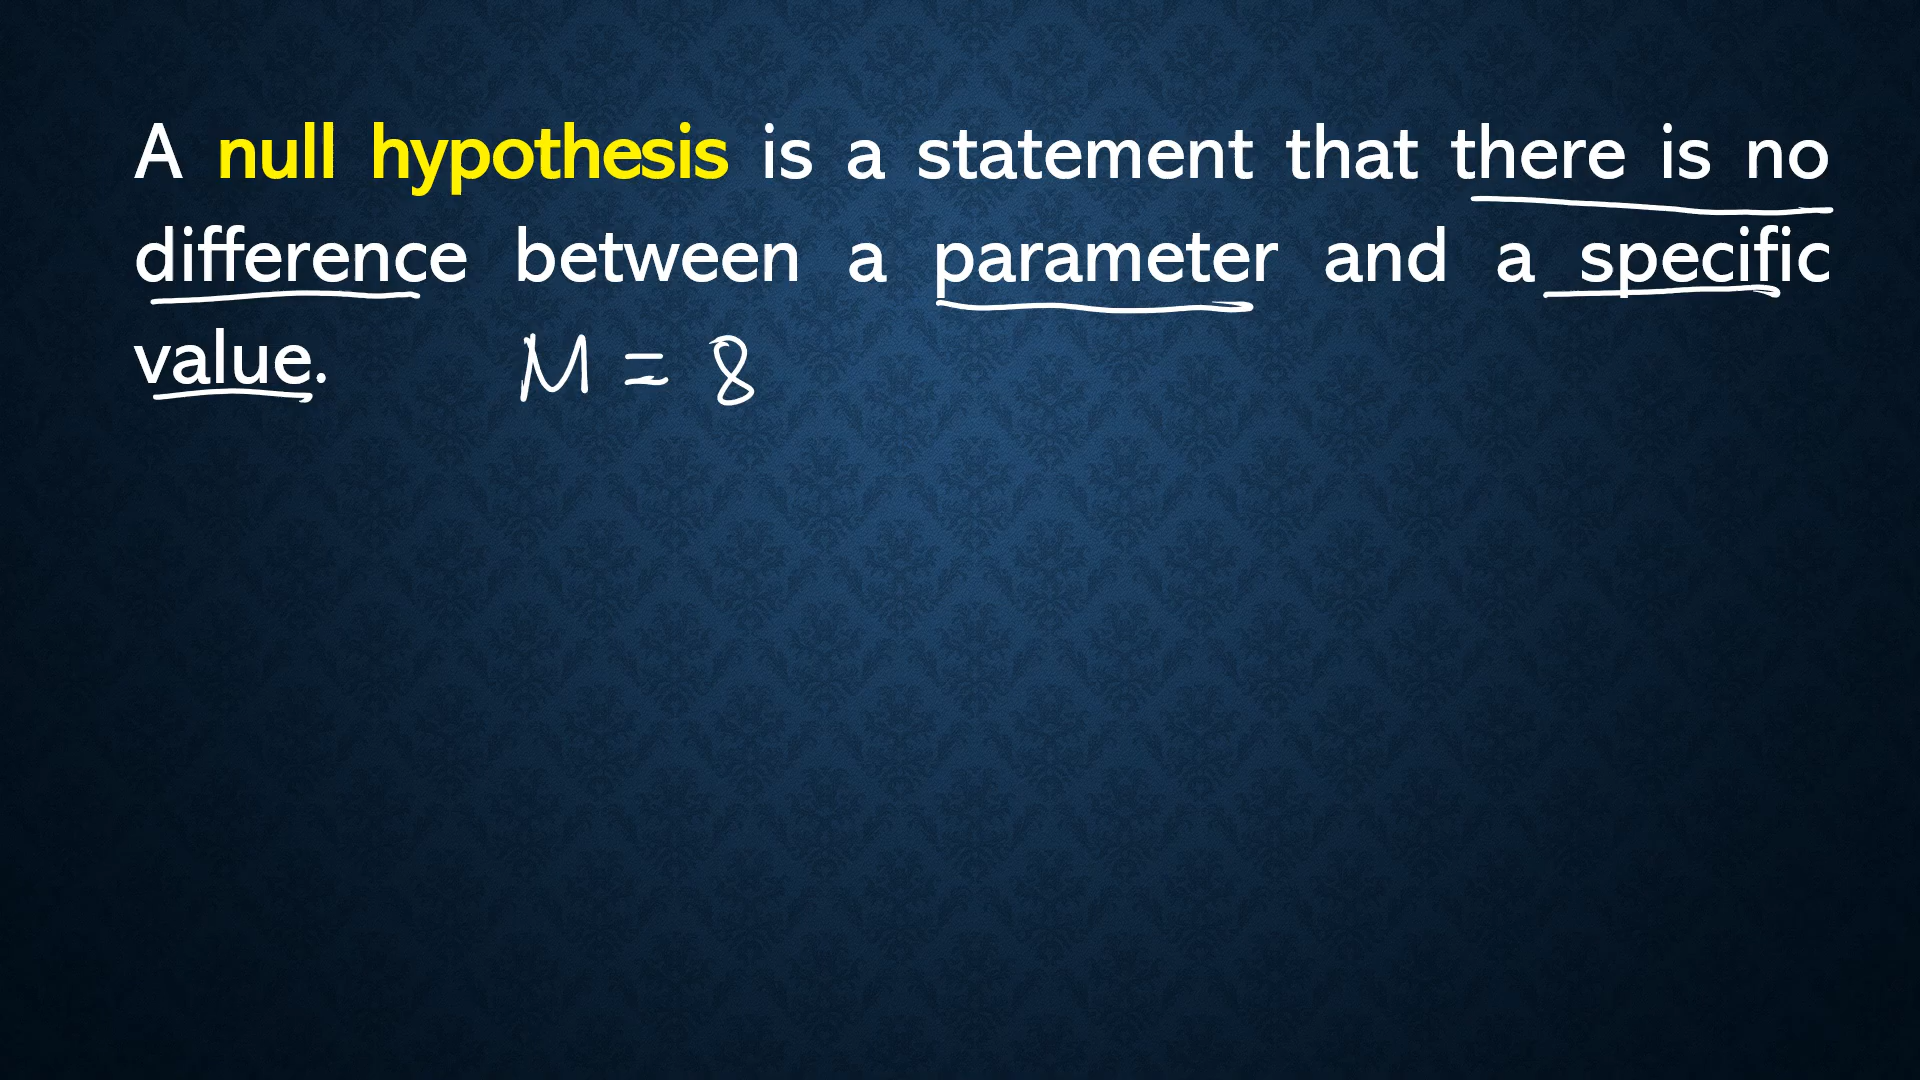 A null hypothesis is a statement that there is no
difference between a parameter and a specific
value.
M = 8